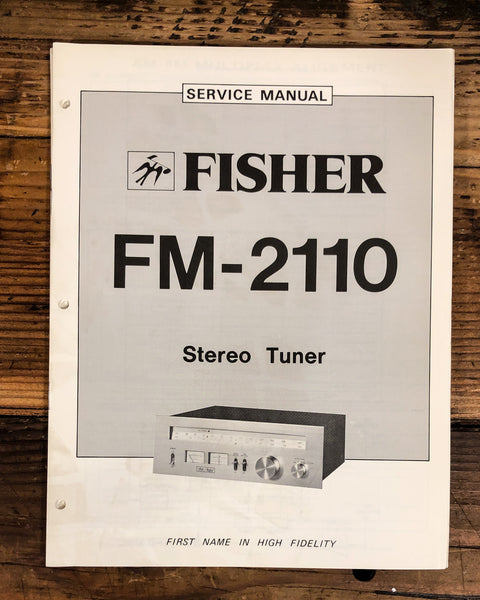 SERVICE MANUAL
FISHER
FM-2110
Stereo Tuner
FIRST NAME IN HIGH FIDELITY